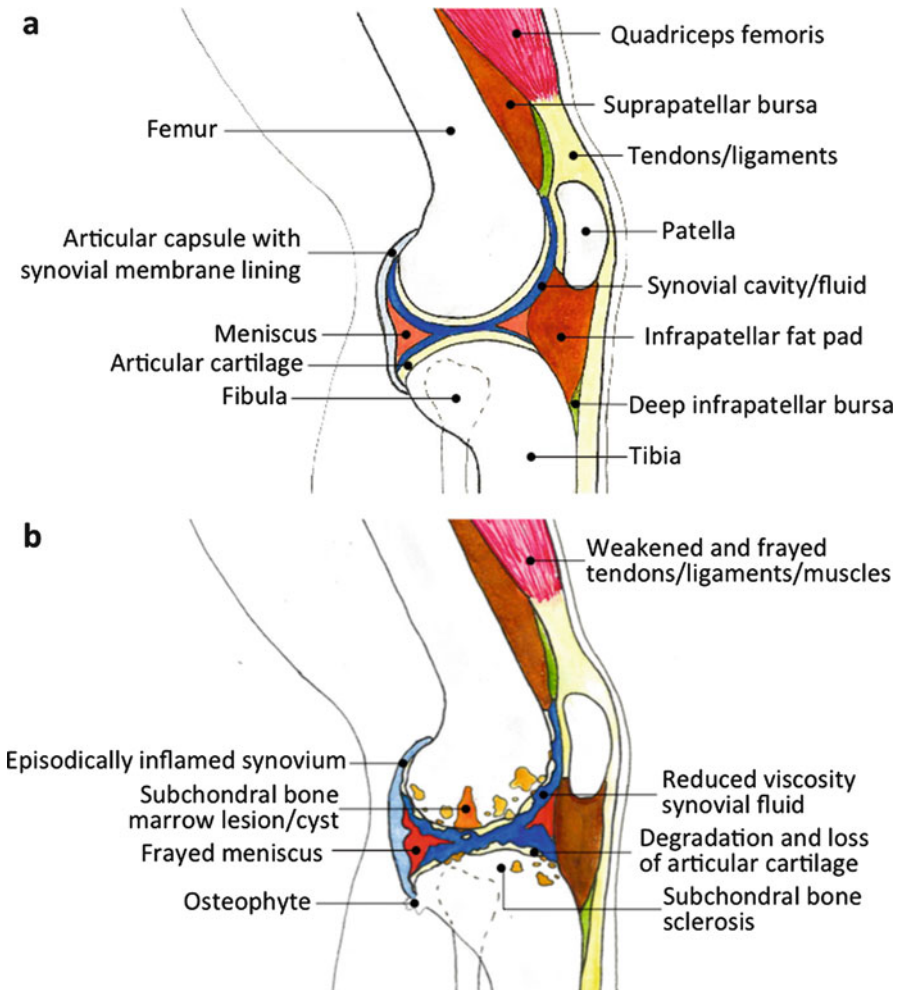 a
Quadriceps femoris
Suprapatellar bursa
Femur
Tendons/ligaments
Patella
Articular capsule with
synovial membrane lining
Synovial cavity/fluid
Meniscus
Infrapatellar fat pad
Articular cartilage
Fibula
Deep infrapatellar bursa
Tibia
b
Weakened and frayed
tendons/ligaments/muscles
Episodically inflamed synovium
Subchondral bone
marrow lesion/cyst
Reduced viscosity
synovial fluid
Frayed meniscus
Degradation and loss
of articular cartilage
Osteophyte
Subchondral bone
sclerosis